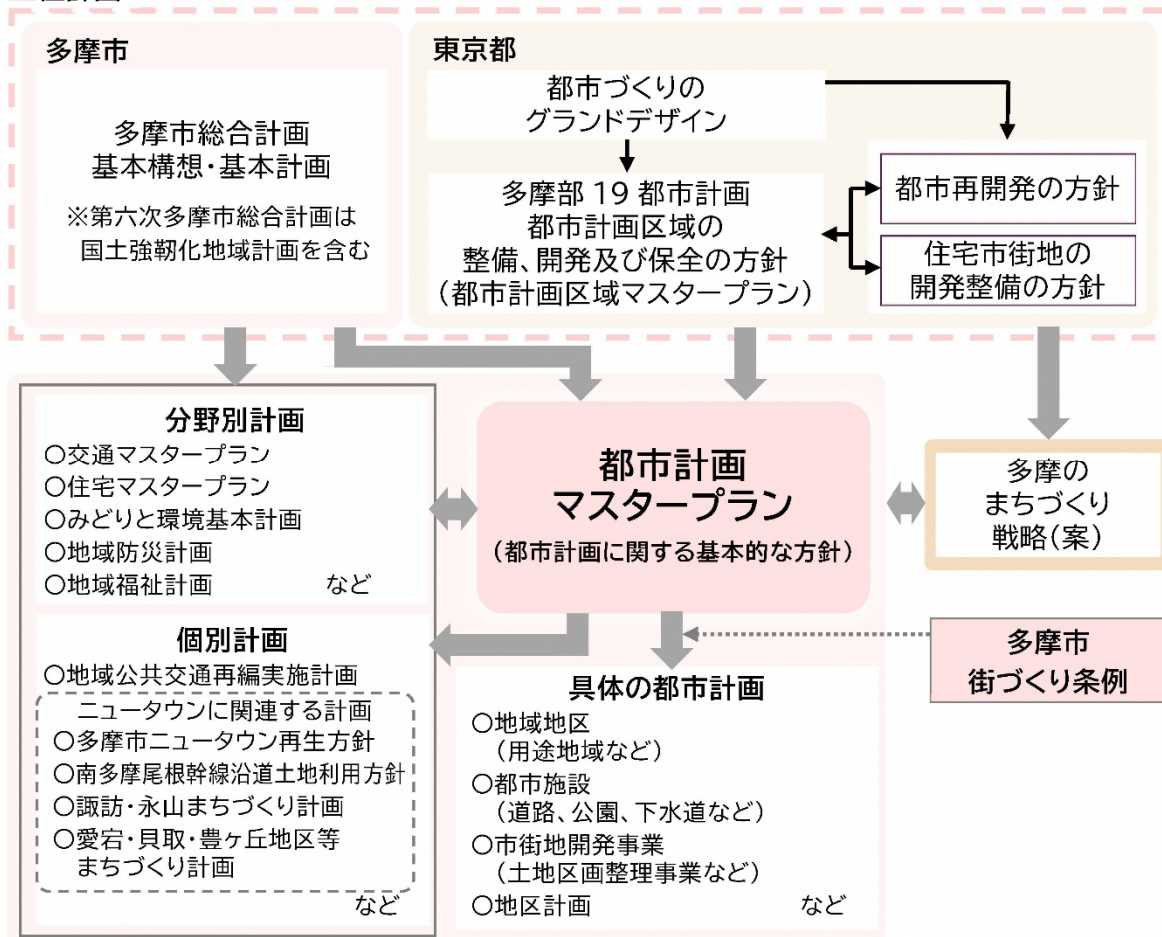 多摩市
多摩市総合計画
基本構想・基本計画
※第六次多摩市総合計画は
国土強靭化地域計画を含む
東京都
都市づくりの
グランドデザイン
多摩部 19 都市計画
都市計画区域の
整備、開発及び保全の方針
（都市計画区域マスタープラン）
都市再開発の方針
住宅市街地の
開発整備の方針
分野別計画
○交通マスタープラン
○住宅マスタープラン
○みどりと環境基本計画
○地域防災計画
○地域福祉計画 など
都市計画
マスタープラン
（都市計画に関する基本的な方針）
多摩の
まちづくり
戦略（案）
個別計画
○地域公共交通再編実施計画
ニュータウンに関連する計画
○多摩市ニュータウン再生方針
○南多摩尾根幹線沿道土地利用方針
○諏訪・永山まちづくり計画
○愛宕・貝取・豊ヶ丘地区等
まちづくり計画
など
具体の都市計画
○地域地区
（用途地域など）
○都市施設
（道路、公園、下水道など）
○市街地開発事業
（土地区画整理事業など）
○地区計画 など
多摩市
街づくり条例